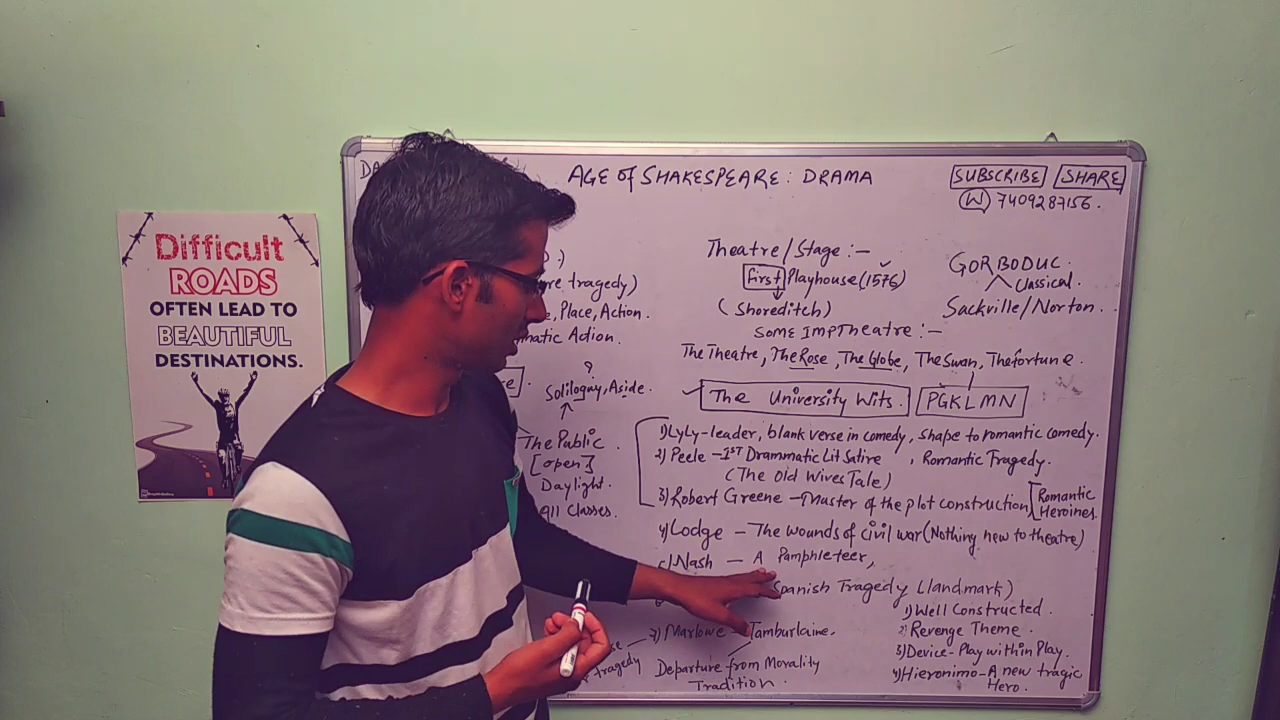 Difficult
ROADS
OFTEN LEAD TO
BEAUTIFUL
DESTINATIONS.
AGE of SHAKESPEARE: DRAMA
SUBSCRIBE SHARE
(W) 7409287156.
Theatre/Stage:-
first Playhouse (1576)
(Shoreditch)
SOME IMP Theatre:-
The Theatre, The Rose, The Globe, The Swan, The fortune.
GORBODUC.
Classical.
Sackville/Norton.
tragedy)
, Place, Action.
matic Action.
?
Soliloquy, Aside.
The Public
[open]
Daylight.
all Classes.
The University Wits. PGKLMN
1) LyLy-leader, blank verse in comedy, Shape to romantic comedy.
2) Peele - 1ST Drammatic Lit Satire, Romantic Tragedy.
(The Old Wives Tale)
3) Robert Greene - Master of the plot construction [Romantic Heroines
4) Lodge - The wounds of civil war (Nothing new to theatre)
Nash - A Pamphleteer,
Spanish Tragedy (landmark)
1) Well Constructed.
2) Revenge Theme.
3) Device-Play within Play.
4) Hieronimo-A new tragic Hero.
7) Marlowe - Tamburlaine.
Departure from Morality
Tradition.
tragedy